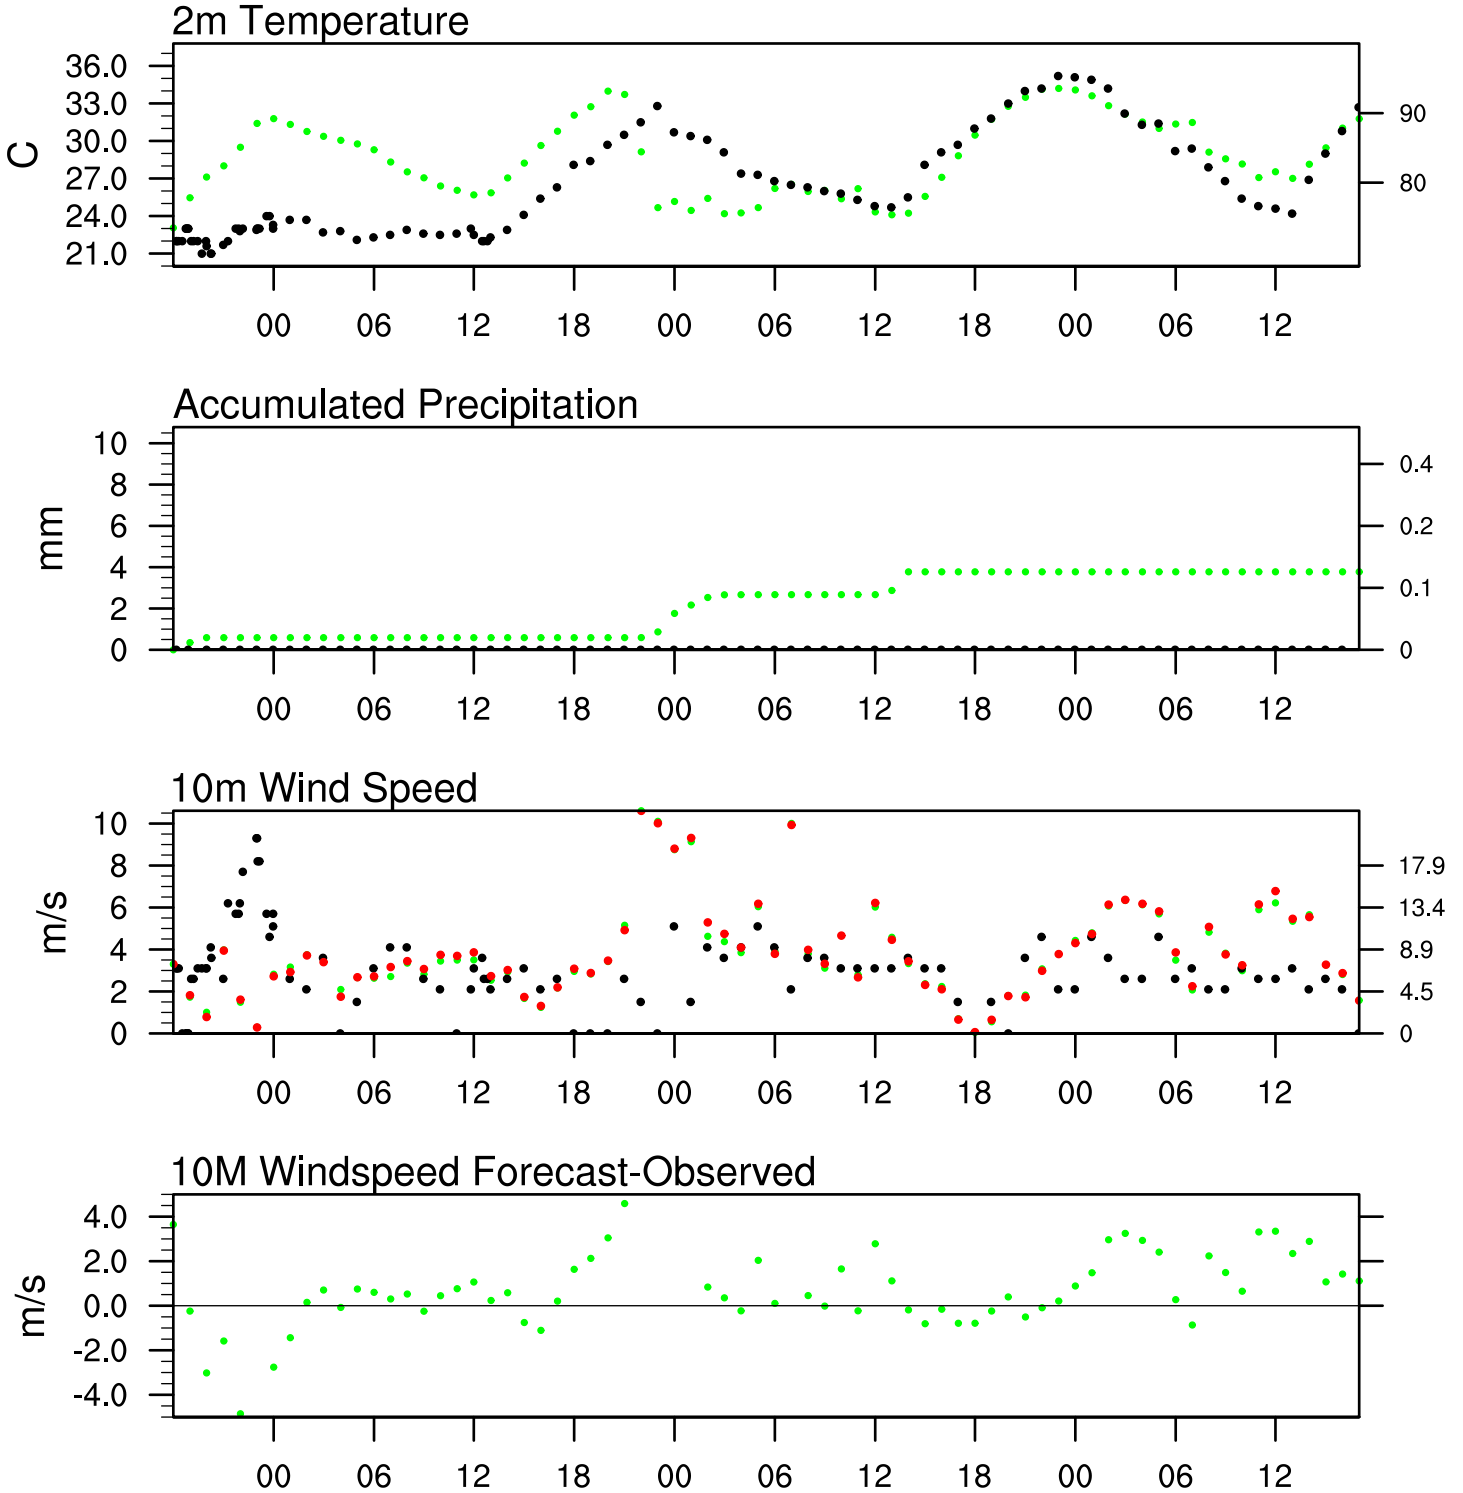 2m Temperature
36.0
33.0
30.0
27.0
24.0
21.0
C
90
80
00 06 12 18 00 06 12 18 00 06 12
Accumulated Precipitation
10
8
6
4
2
0
mm
0.4
0.2
0.1
0
00 06 12 18 00 06 12 18 00 06 12
10m Wind Speed
10
8
6
4
2
0
m/s
17.9
13.4
8.9
4.5
0
00 06 12 18 00 06 12 18 00 06 12
10M Windspeed Forecast-Observed
4.0
2.0
0.0
-2.0
-4.0
m/s
00 06 12 18 00 06 12 18 00 06 12